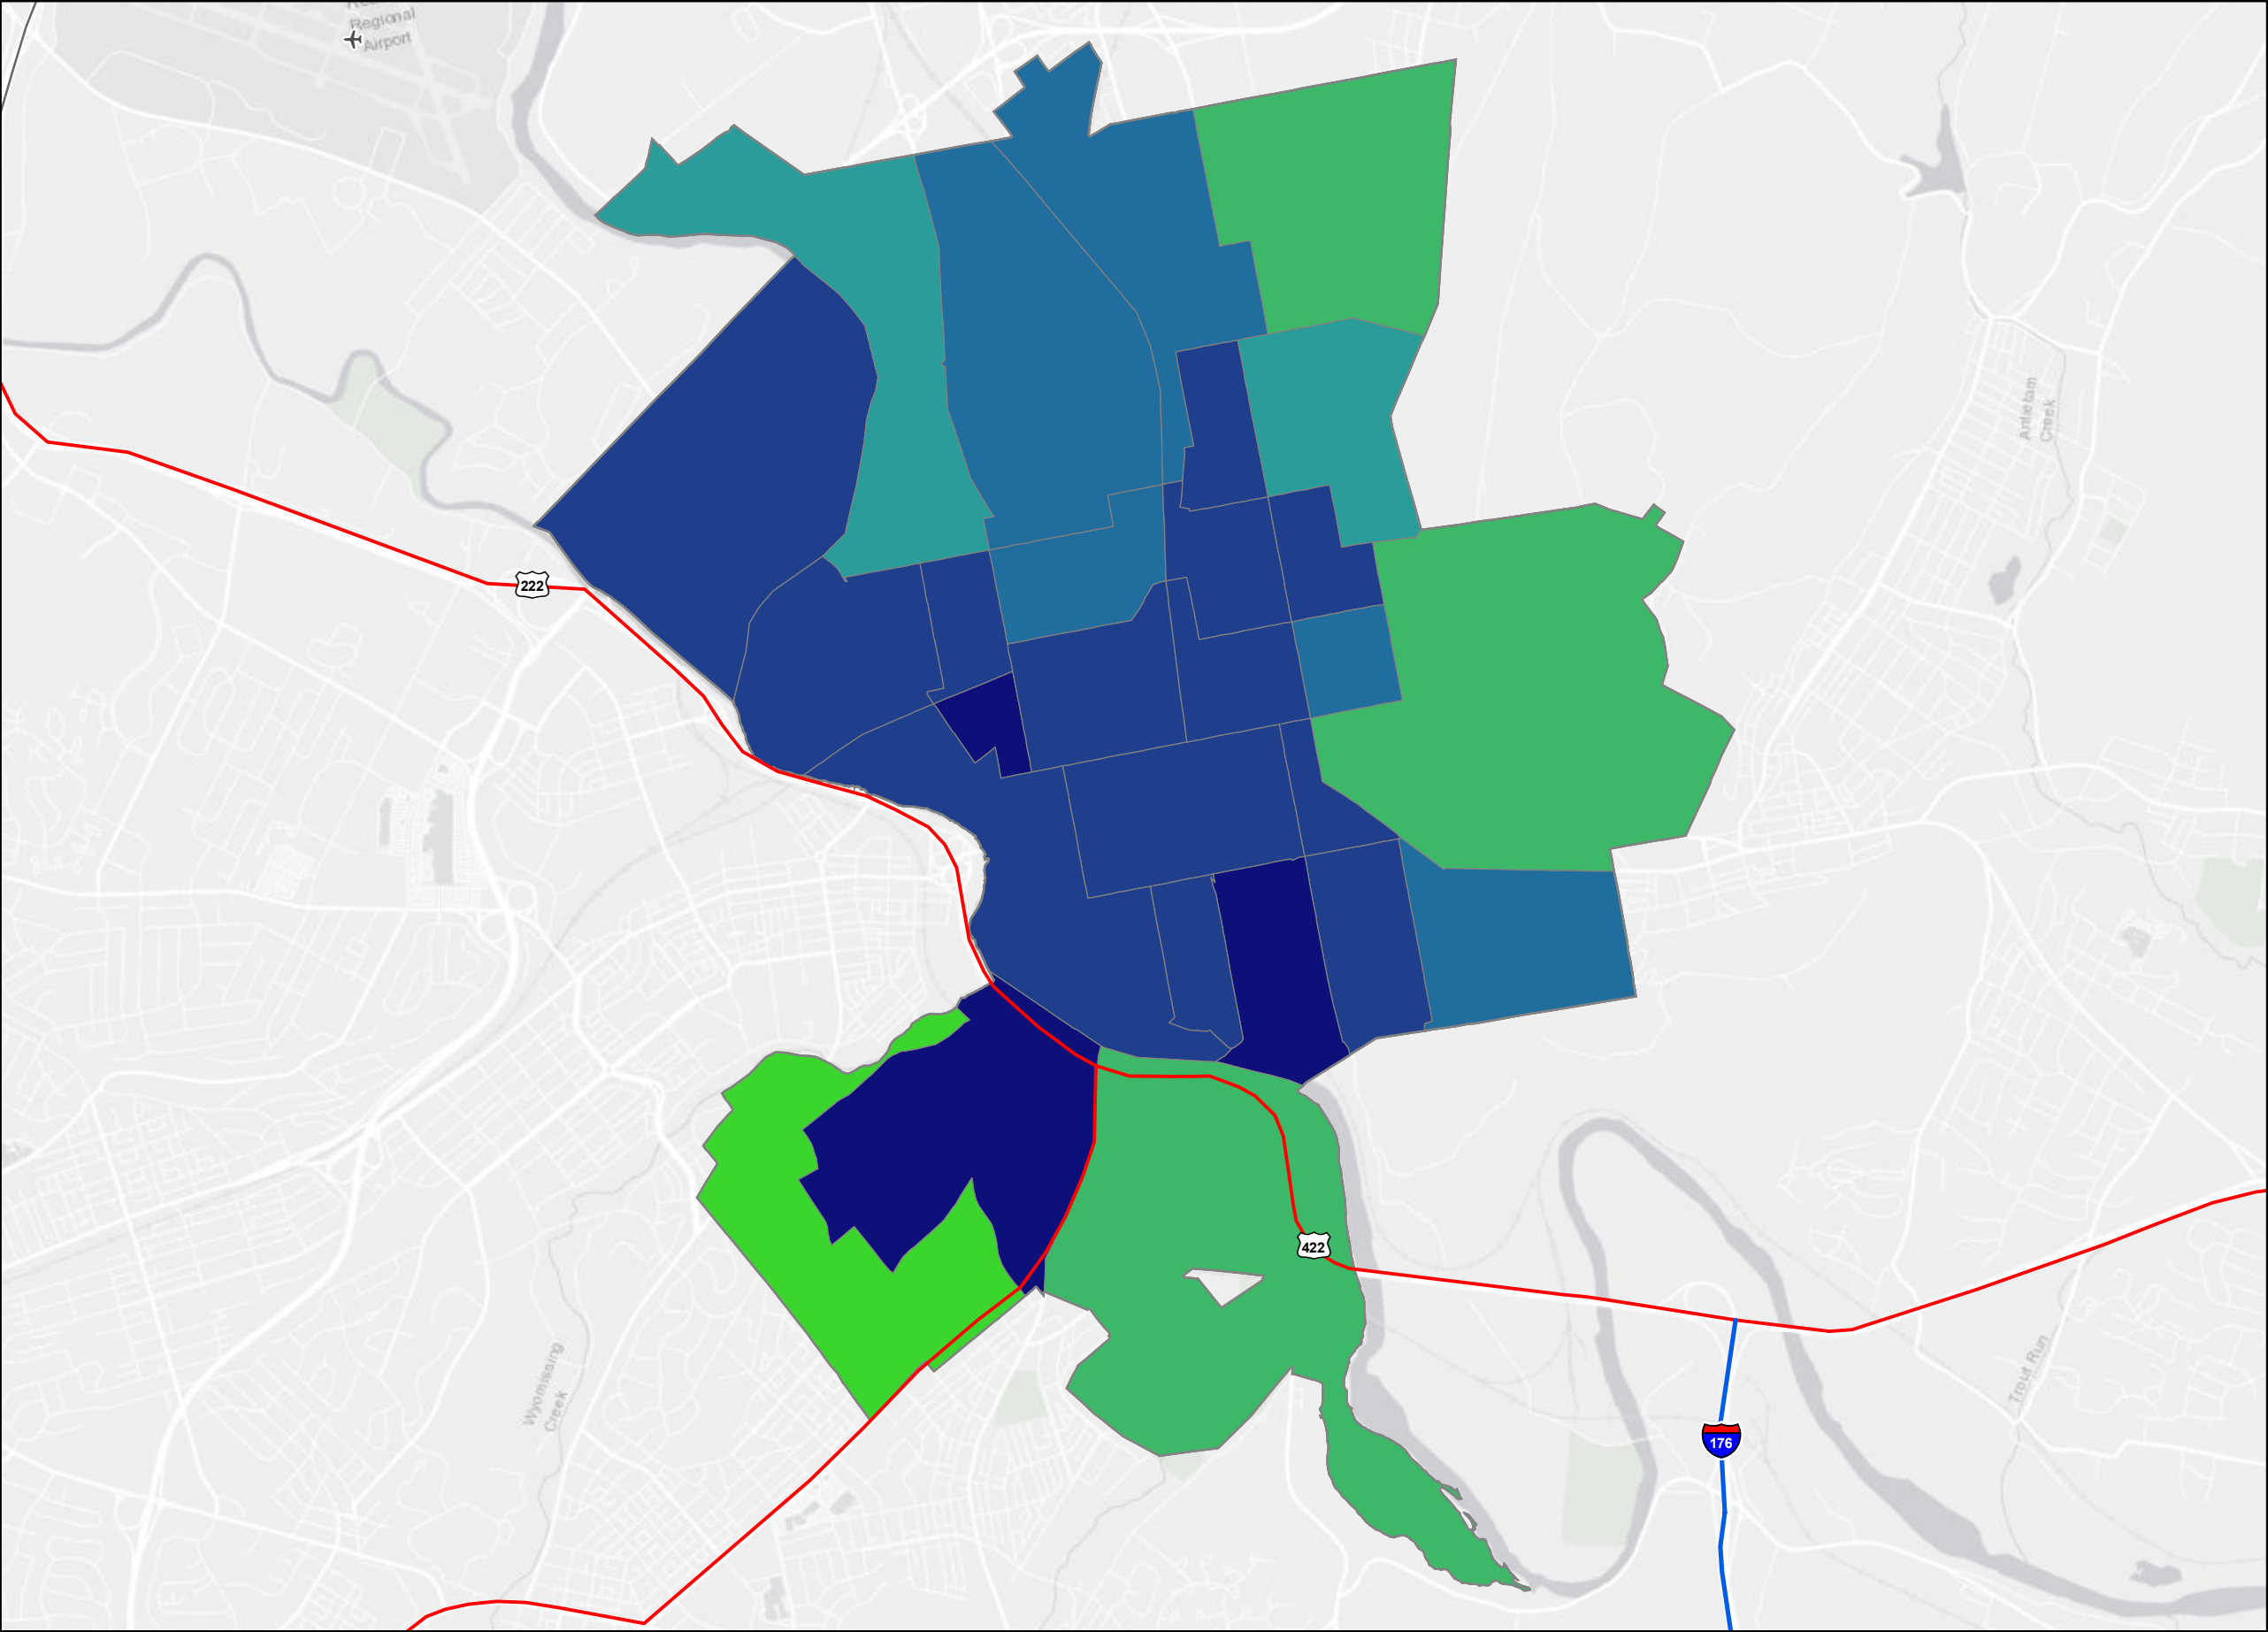 Regional
Airport
Antietam
Creek
222
422
Wyomissing
Creek
Trout Run
176